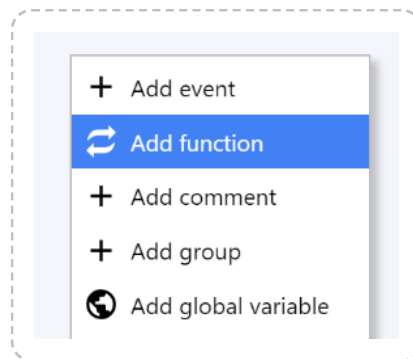 Add event
Add function
Add comment
Add group
Add global variable